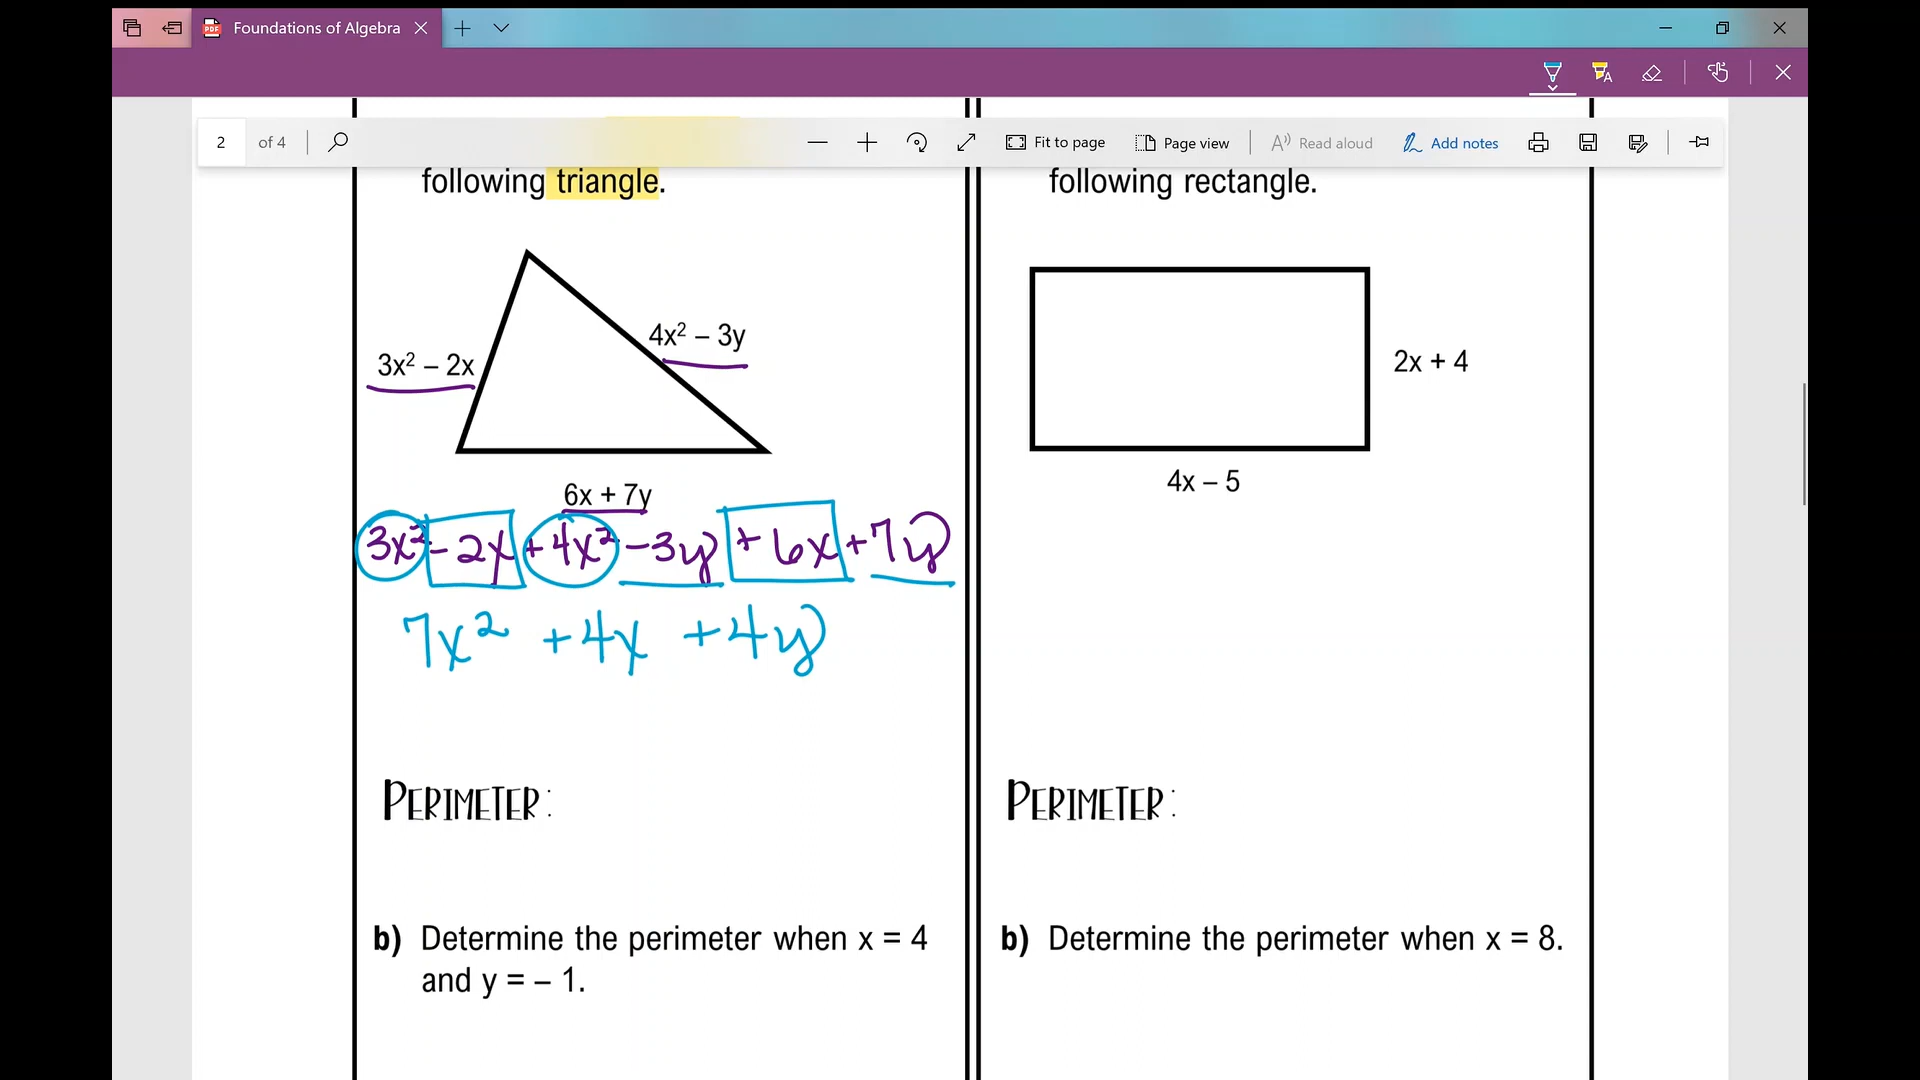 Foundations of Algebra
2 of 4
Fit to page
Page view
Read aloud
Add notes
following triangle.
3x² – 2x
4x² – 3y
6x + 7y
3x² - 2x + 4x² - 3y + 6x + 7y
7x² + 4x + 4y
PERIMETER:
b) Determine the perimeter when x = 4
and y = – 1.
following rectangle.
2x + 4
4x – 5
PERIMETER:
b) Determine the perimeter when x = 8.